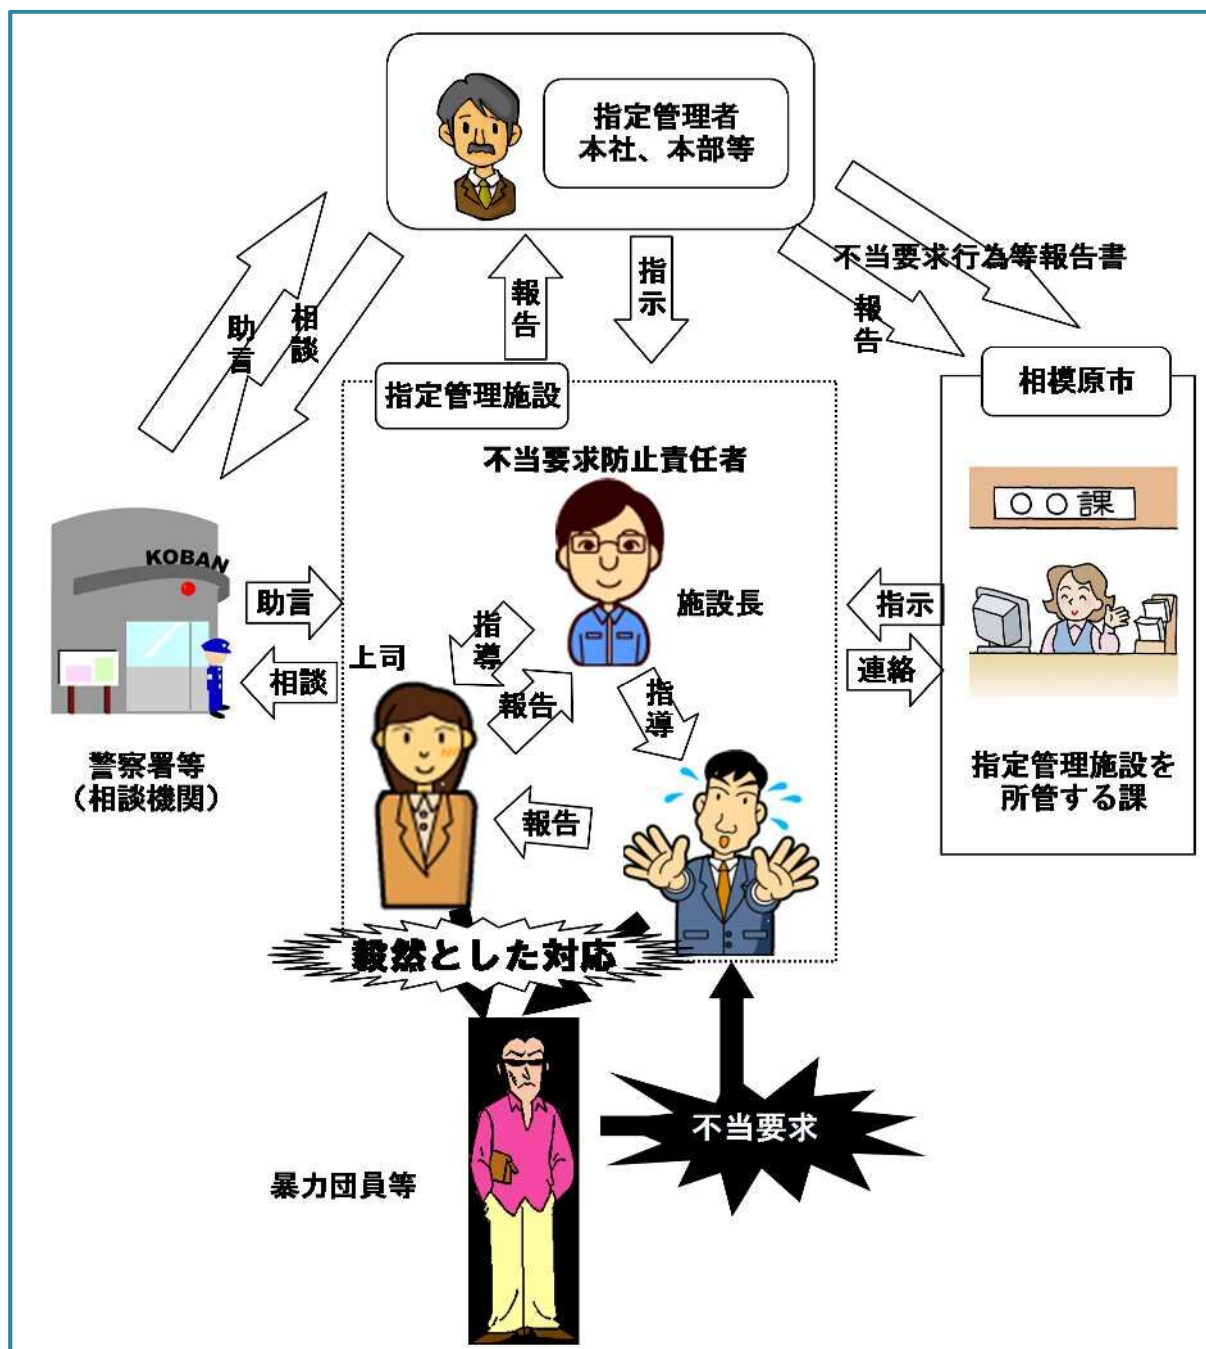 指定管理者
本社、本部等
不当要求行為等報告書
報告
指示
報告
助言
相談
相模原市
指定管理施設
不当要求防止責任者
○○課
KOBAN
助言
相談
施設長
指示
連絡
指導
上司
報告
指導
報告
警察署等
(相談機関)
指定管理施設を
所管する課
毅然とした対応
不当要求
暴力団員等